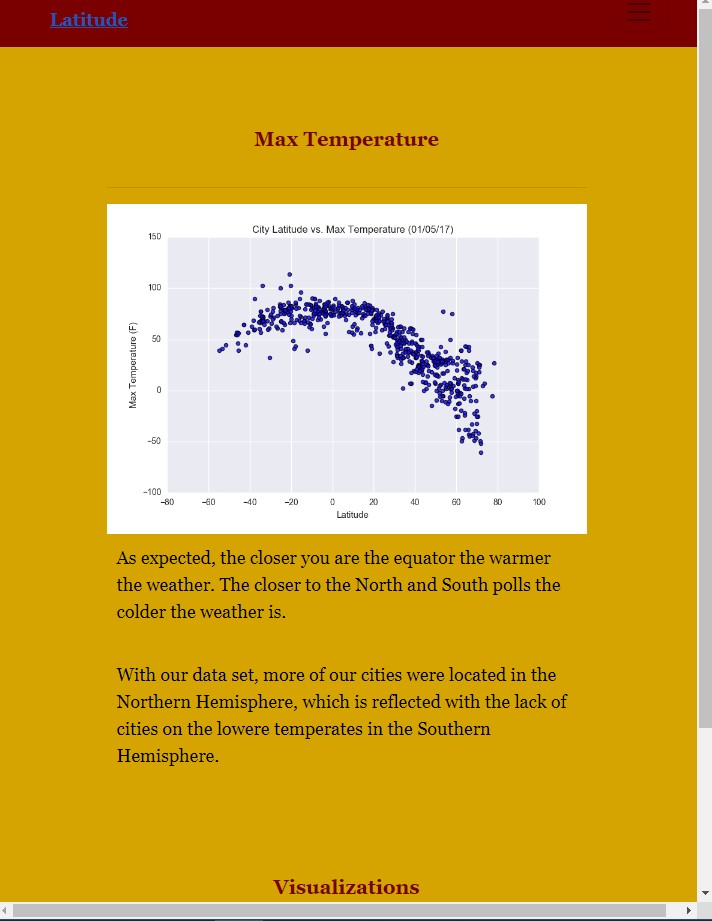 Latitude
Max Temperature
City Latitude vs. Max Temperature (01/05/17)
150
100
50
0
−50
−100
Max Temperature (F)
−80 −60 −40 −20 0 20 40 60 80 100
Latitude
As expected, the closer you are the equator the warmer
the weather. The closer to the North and South polls the
colder the weather is.
With our data set, more of our cities were located in the
Northern Hemisphere, which is reflected with the lack of
cities on the lowere temperates in the Southern
Hemisphere.
Visualizations